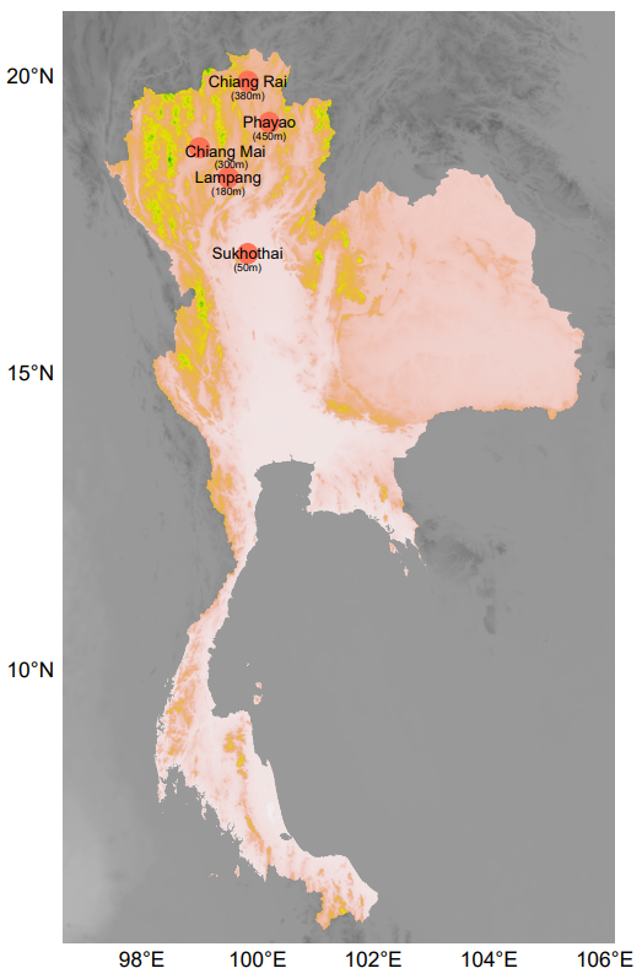 20°N
Chiang Rai
(380m)
Phayao
(450m)
Chiang Mai
(300m)
Lampang
(180m)
Sukhothai
(50m)
15°N
10°N
98°E 100°E 102°E 104°E 106°E